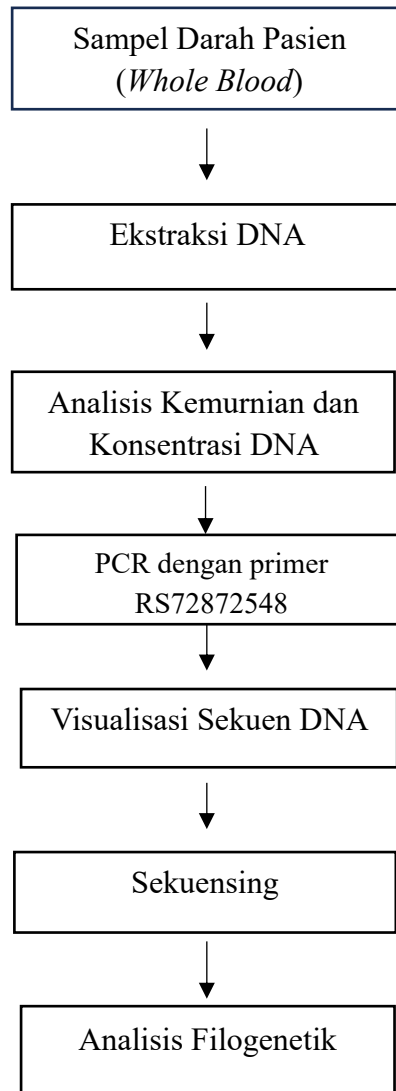 Sampel Darah Pasien
(Whole Blood)
Ekstraksi DNA
Analisis Kemurnian dan
Konsentrasi DNA
PCR dengan primer
RS72872548
Visualisasi Sekuen DNA
Sekuensing
Analisis Filogenetik